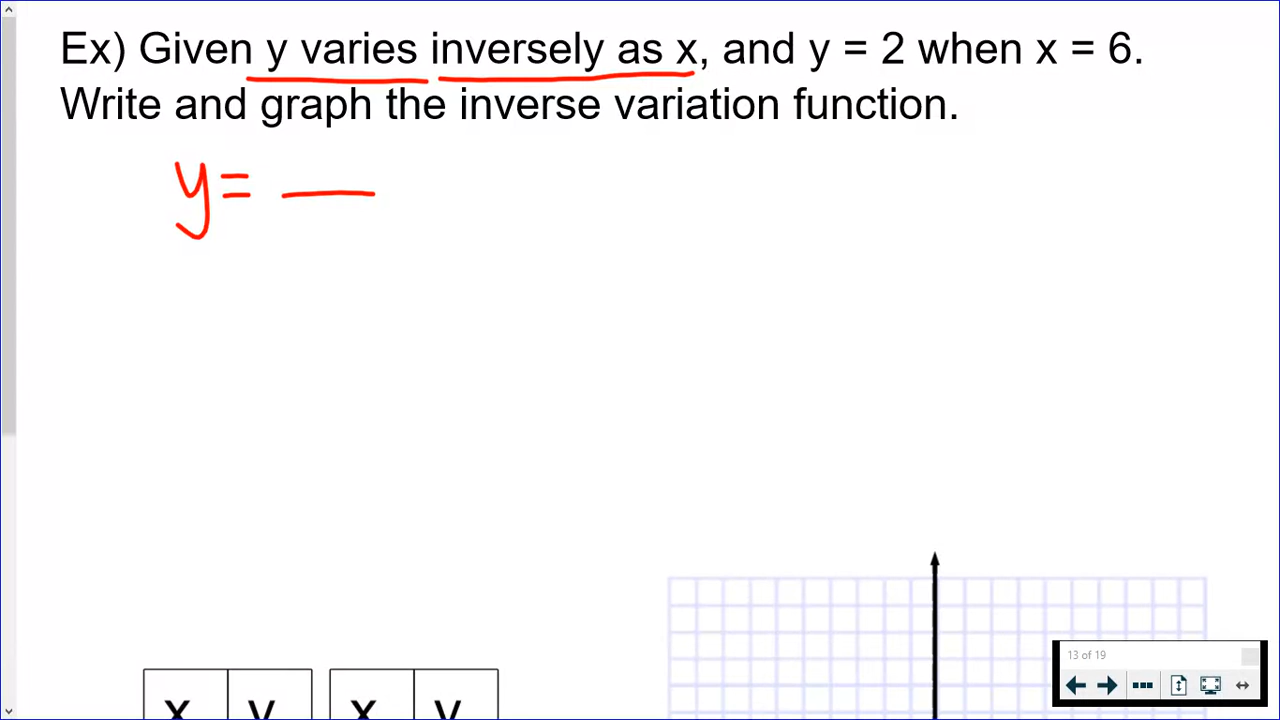 Ex) Given y varies inversely as x, and y = 2 when x = 6.
Write and graph the inverse variation function.
y= —
13 of 19
x y x y